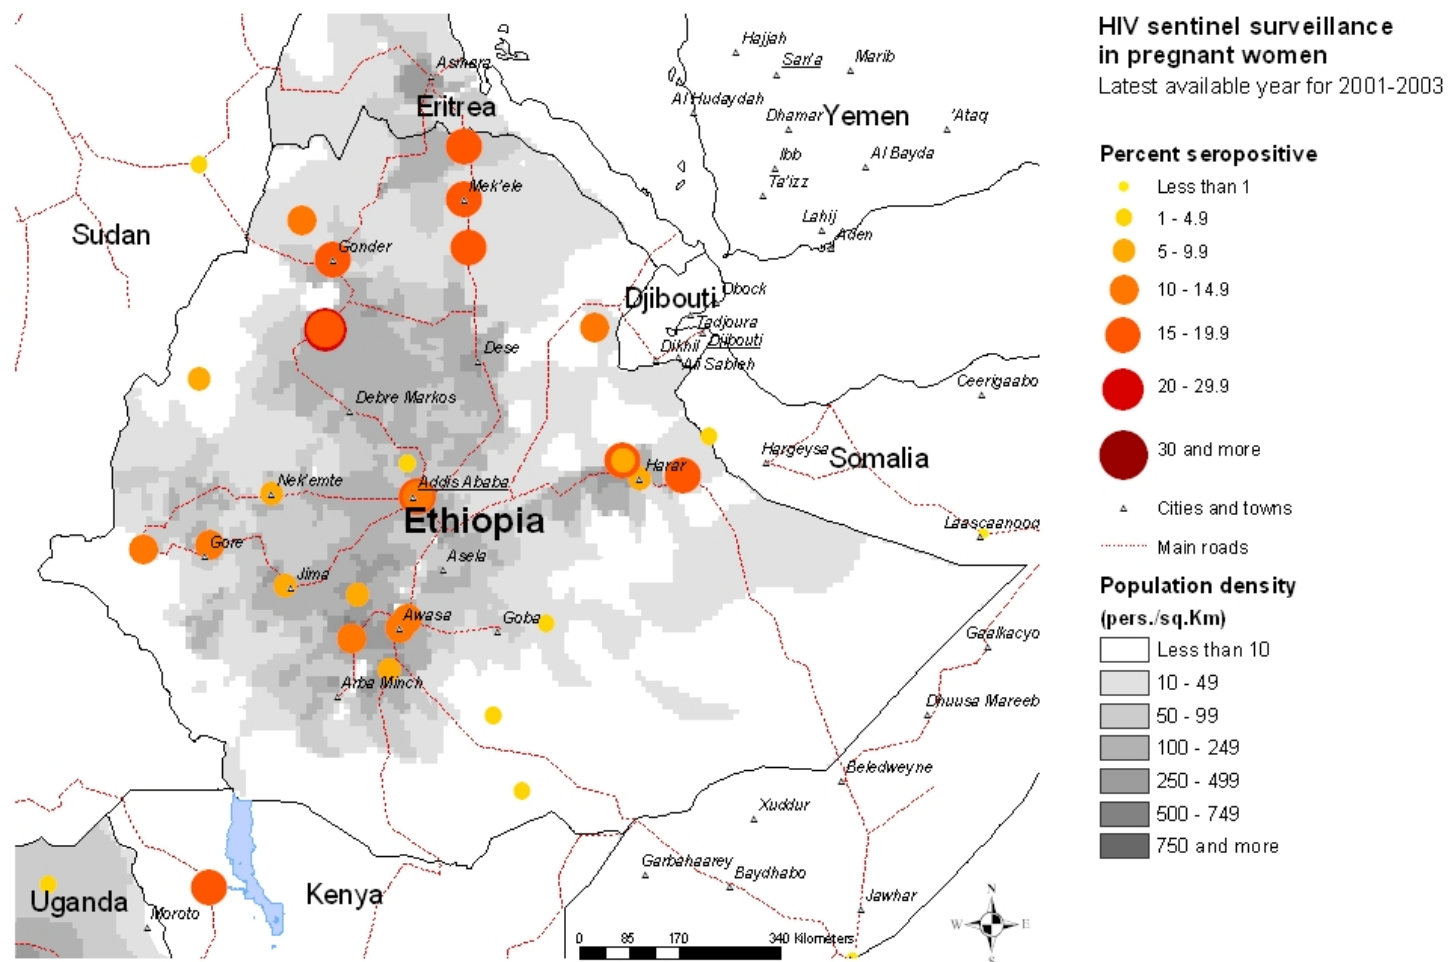 HIV sentinel surveillance
in pregnant women
Latest available year for 2001-2003
Percent seropositive
Less than 1
1 - 4.9
5 - 9.9
10 - 14.9
15 - 19.9
20 - 29.9
30 and more
Cities and towns
Main roads
Population density
(pers./sq.Km)
Less than 10
10 - 49
50 - 99
100 - 249
250 - 499
500 - 749
750 and more
Hajjah
San'a
Marib
Asmara
Eritrea
Al Hudaydah
Dhamar
Yemen
'Ataq
Ibb
Al Bayda
Ta'izz
Mek'ele
Lahij
Aden
Sudan
Gonder
Djibouti
Obock
Tadjoura
Djibouti
Dikhil
Ali Sabieh
Dese
Ceerigaabo
Debre Markos
Hargeysa
Somalia
Harar
Nek'emte
Addis Ababa
Ethiopia
Laascaanood
Gore
Asela
Jima
Awasa
Goba
Gaalkacyo
Arba Minch
Dhuusa Mareeb
Beledweyne
Xuddur
Garbahaarey
Baydhabo
Uganda
Kenya
Moroto
Jawhar
N
W
E
S
0 85 170 340 Kilometers